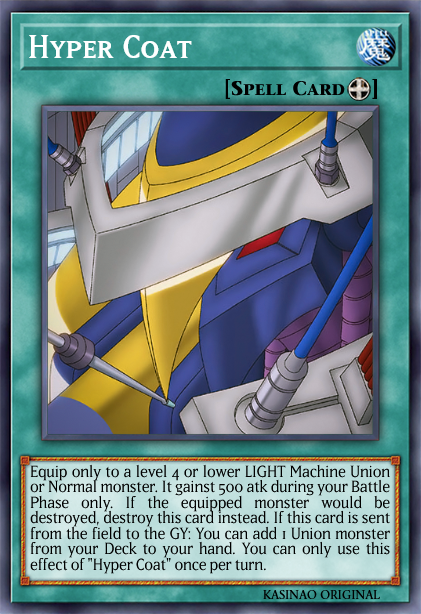 Hyper Coat
魔
[Spell Card]
Equip only to a level 4 or lower LIGHT Machine Union
or Normal monster. It gainst 500 atk during your Battle
Phase only. If the equipped monster would be
destroyed, destroy this card instead. If this card is sent
from the field to the GY: You can add 1 Union monster
from your Deck to your hand. You can only use this
effect of "Hyper Coat" once per turn.
KASINAO ORIGINAL